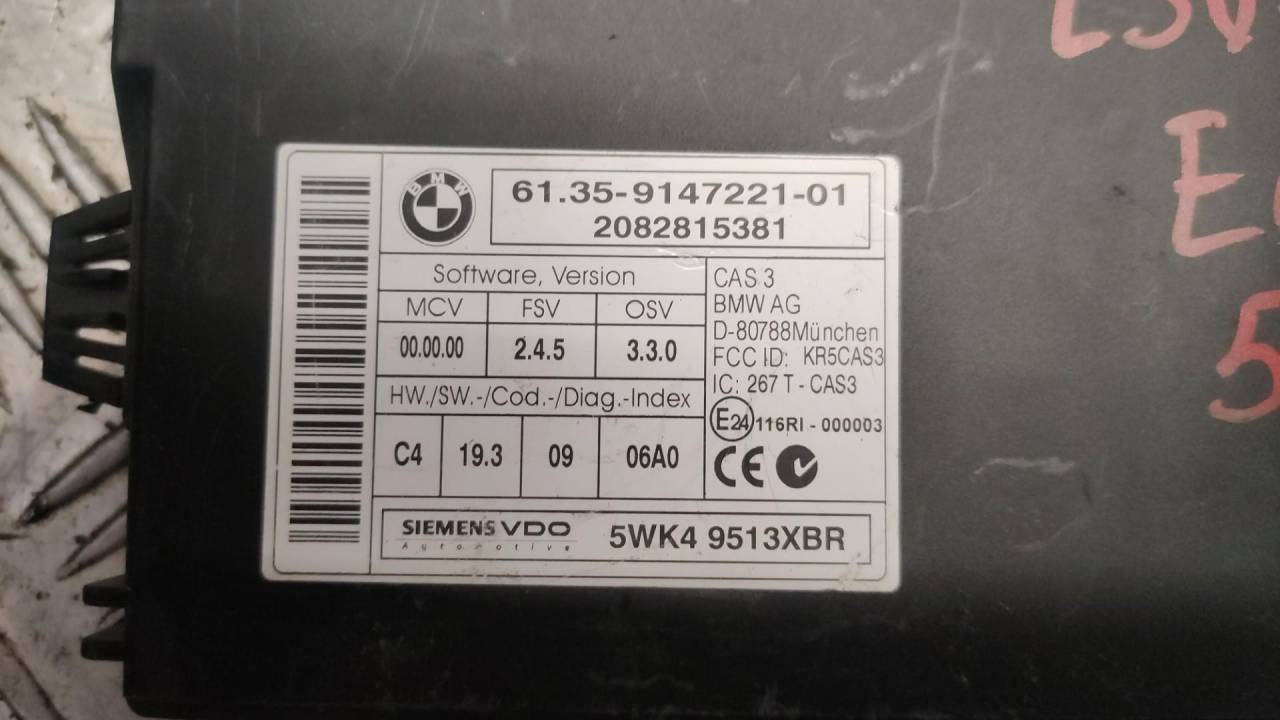 BMW
61.35-9147221-01
2082815381
Software, Version
MCV FSV OSV
00.00.00 2.4.5 3.3.0
HW./SW.-/Cod.-/Diag.-Index
C4 19.3 09 06A0
CAS 3
BMW AG
D-80788München
FCC ID: KR5CAS3
IC: 267 T - CAS3
E24 116RI - 000003
CE
SIEMENS VDO
Automotive
5WK4 9513XBR
E
5